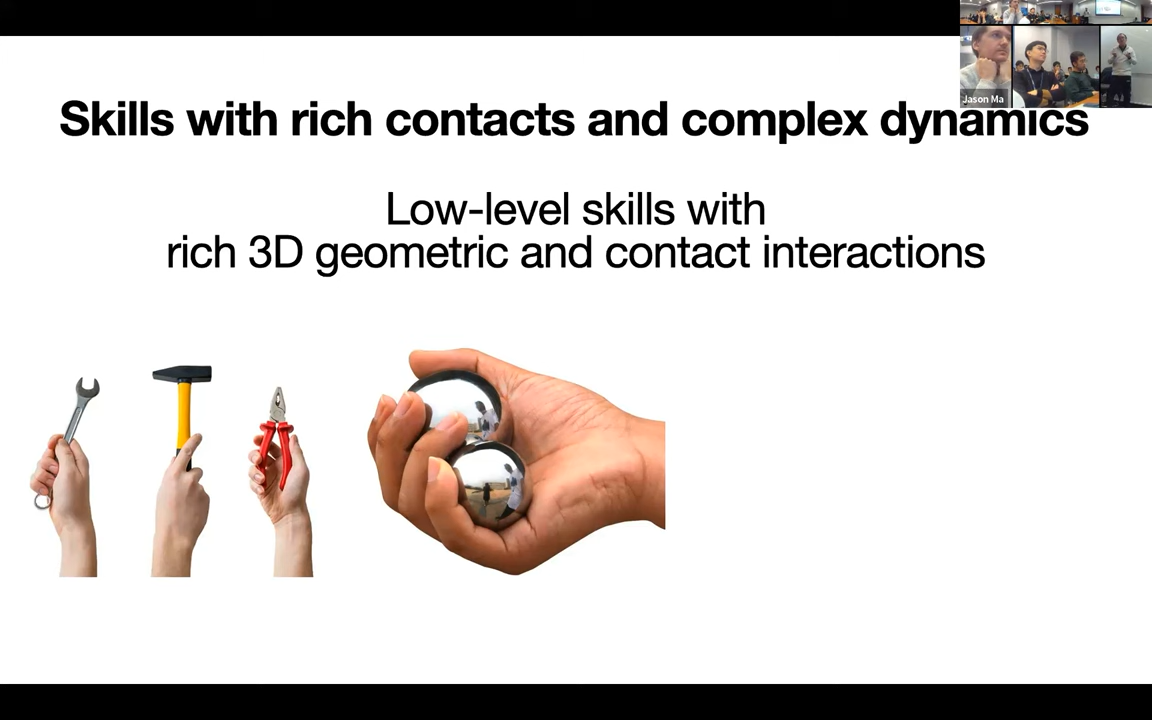 Skills with rich contacts and complex dynamics
Low-level skills with
rich 3D geometric and contact interactions
Jason Ma